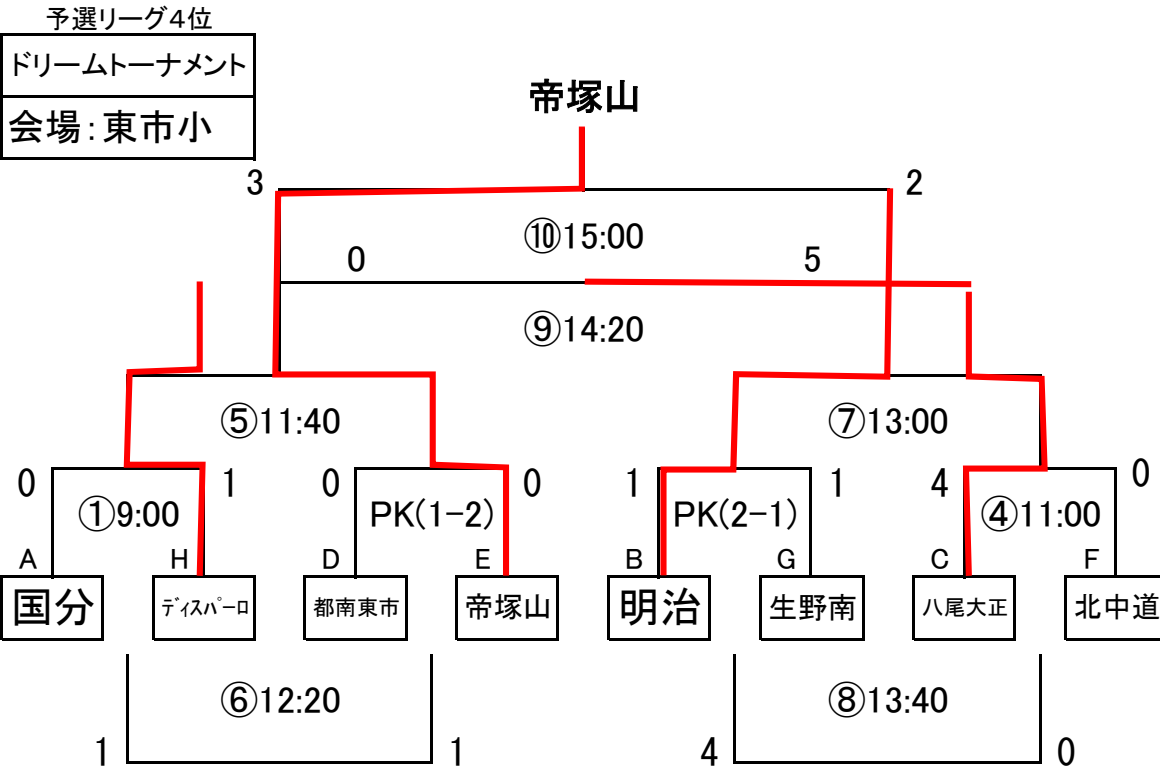 予選リーグ4位
ドリームトーナメント
会場：東市小
帝塚山
3 2
⑩15:00
0 5
⑨14:20
⑤11:40 ⑦13:00
0 1 0 0 1 1 4 0
①9:00 PK(1-2) PK(2-1) ④11:00
A H D E B G C F
国分 ディスパーロ 都南東市 帝塚山 明治 生野南 八尾大正 北中道
⑥12:20 ⑧13:40
1 1 4 0